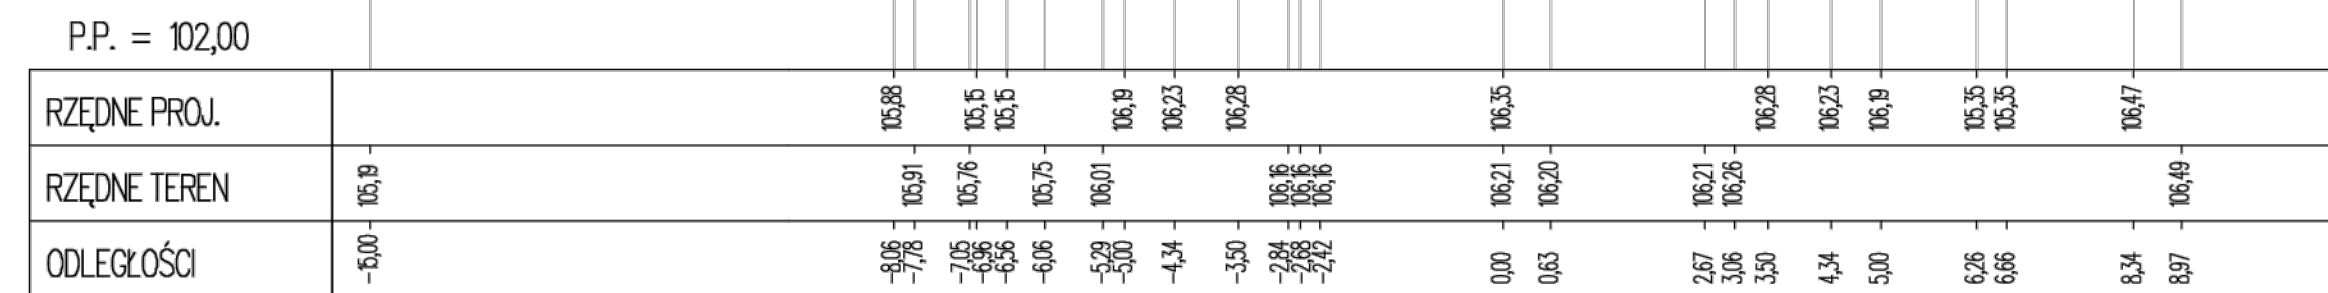 P.P. = 102,00
RZĘDNE PROJ. 105,88 105,15 105,15 106,19 106,23 106,28 106,35 106,28 106,23 106,19 105,35 105,35 106,47
RZĘDNE TEREN 105,19 105,91 105,76 105,75 106,01 106,16 106,16 106,16 106,21 106,20 106,21 106,26 106,49
ODLEGŁOŚCI -15,00 -8,06 -7,78 -7,05 -6,96 -6,56 -6,06 -5,29 -5,00 -4,34 -3,50 -2,84 -2,68 -2,42 0,00 0,63 2,67 3,06 3,50 4,34 5,00 6,26 6,66 8,34 8,97